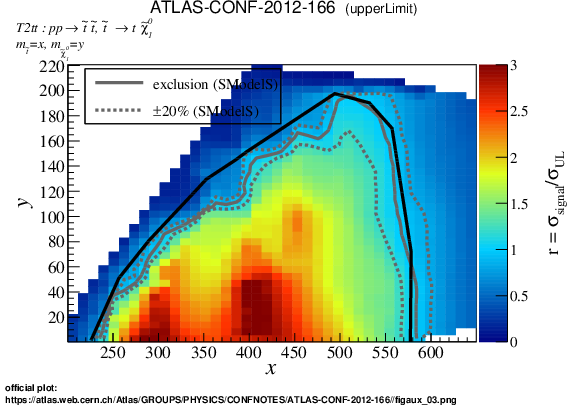 ATLAS-CONF-2012-166 (upperLimit)
T2tt : pp → t̃ t̃, t̃ → t χ̃₁⁰
m_t̃=x, m_χ̃₁⁰=y
exclusion (SModelS)
±20% (SModelS)
220
200
180
160
140
120
100
80
60
40
20
y
250 300 350 400 450 500 550 600
x
3
2.5
2
1.5
1
0.5
0
r = σ_signal/σ_UL
official plot:
https://atlas.web.cern.ch/Atlas/GROUPS/PHYSICS/CONFNOTES/ATLAS-CONF-2012-166//figaux_03.png